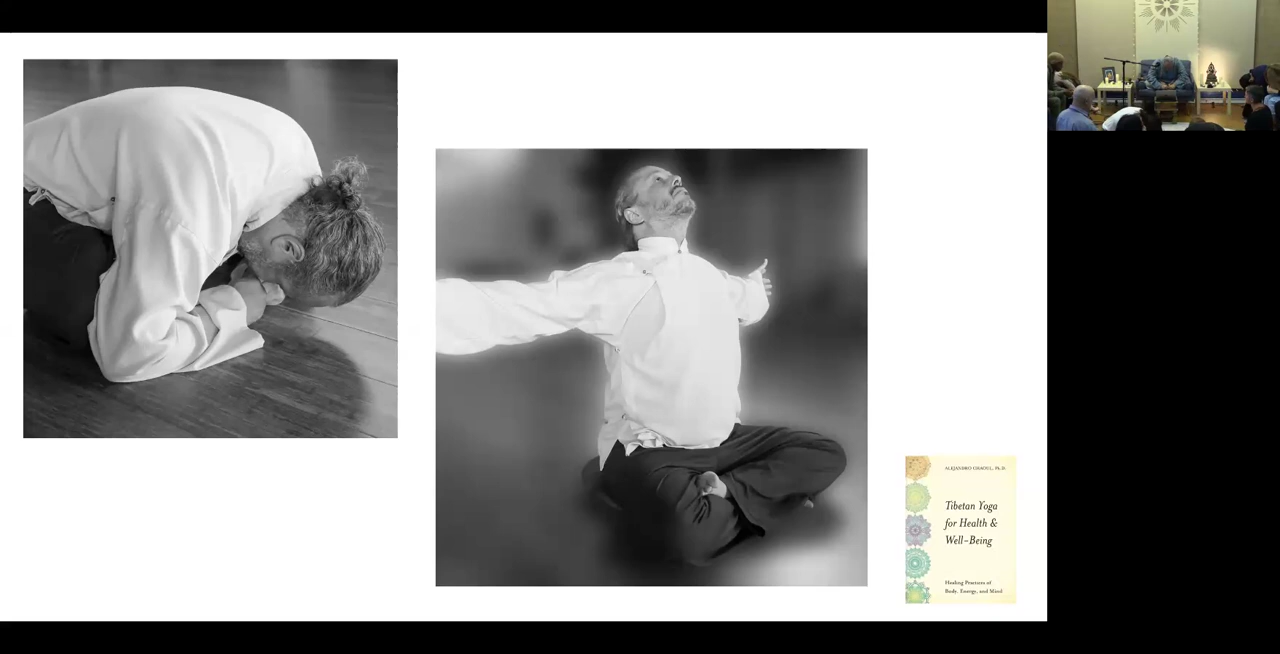 ALEJANDRO CHAOUL, Ph.D.
Tibetan Yoga
for Health &
Well-Being
Healing Practices of
Body, Energy, and Mind